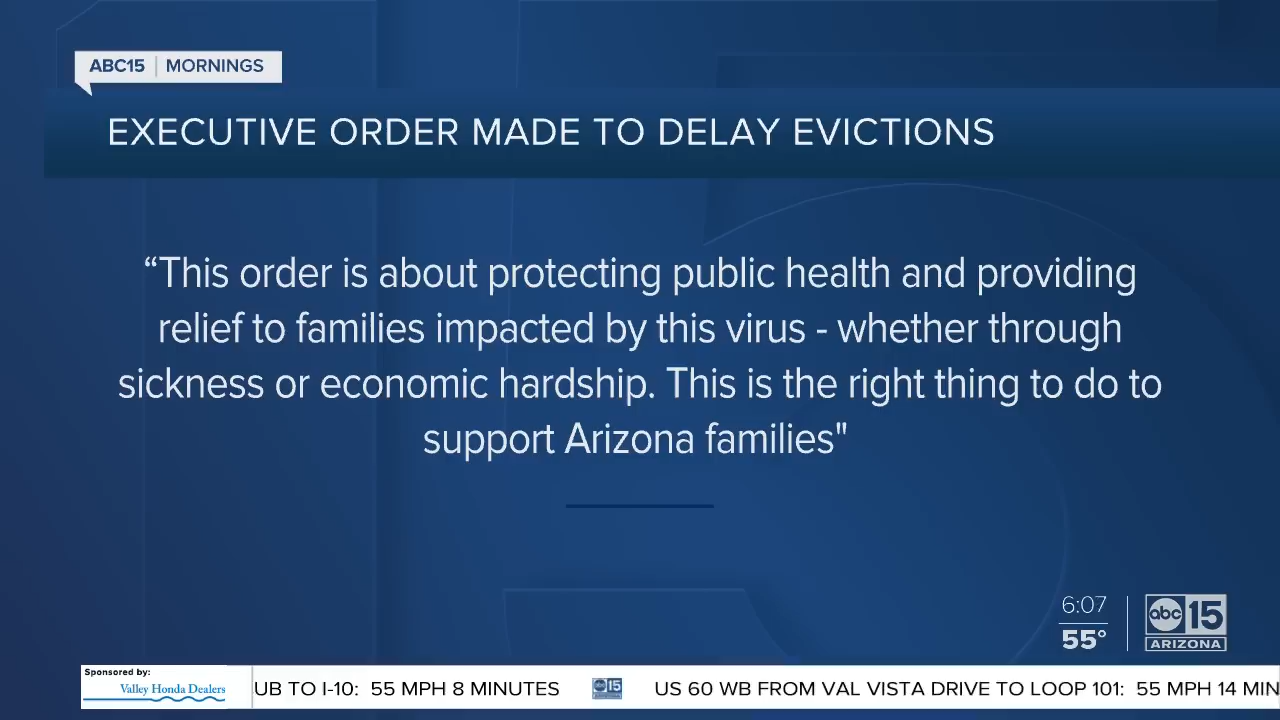 ABC15 | MORNINGS
EXECUTIVE ORDER MADE TO DELAY EVICTIONS
“This order is about protecting public health and providing
relief to families impacted by this virus - whether through
sickness or economic hardship. This is the right thing to do to
support Arizona families"
6:07
55°
abc 15
ARIZONA
Sponsored by:
Valley Honda Dealers
UB TO I-10: 55 MPH 8 MINUTES abc 15 US 60 WB FROM VAL VISTA DRIVE TO LOOP 101: 55 MPH 14 MIN